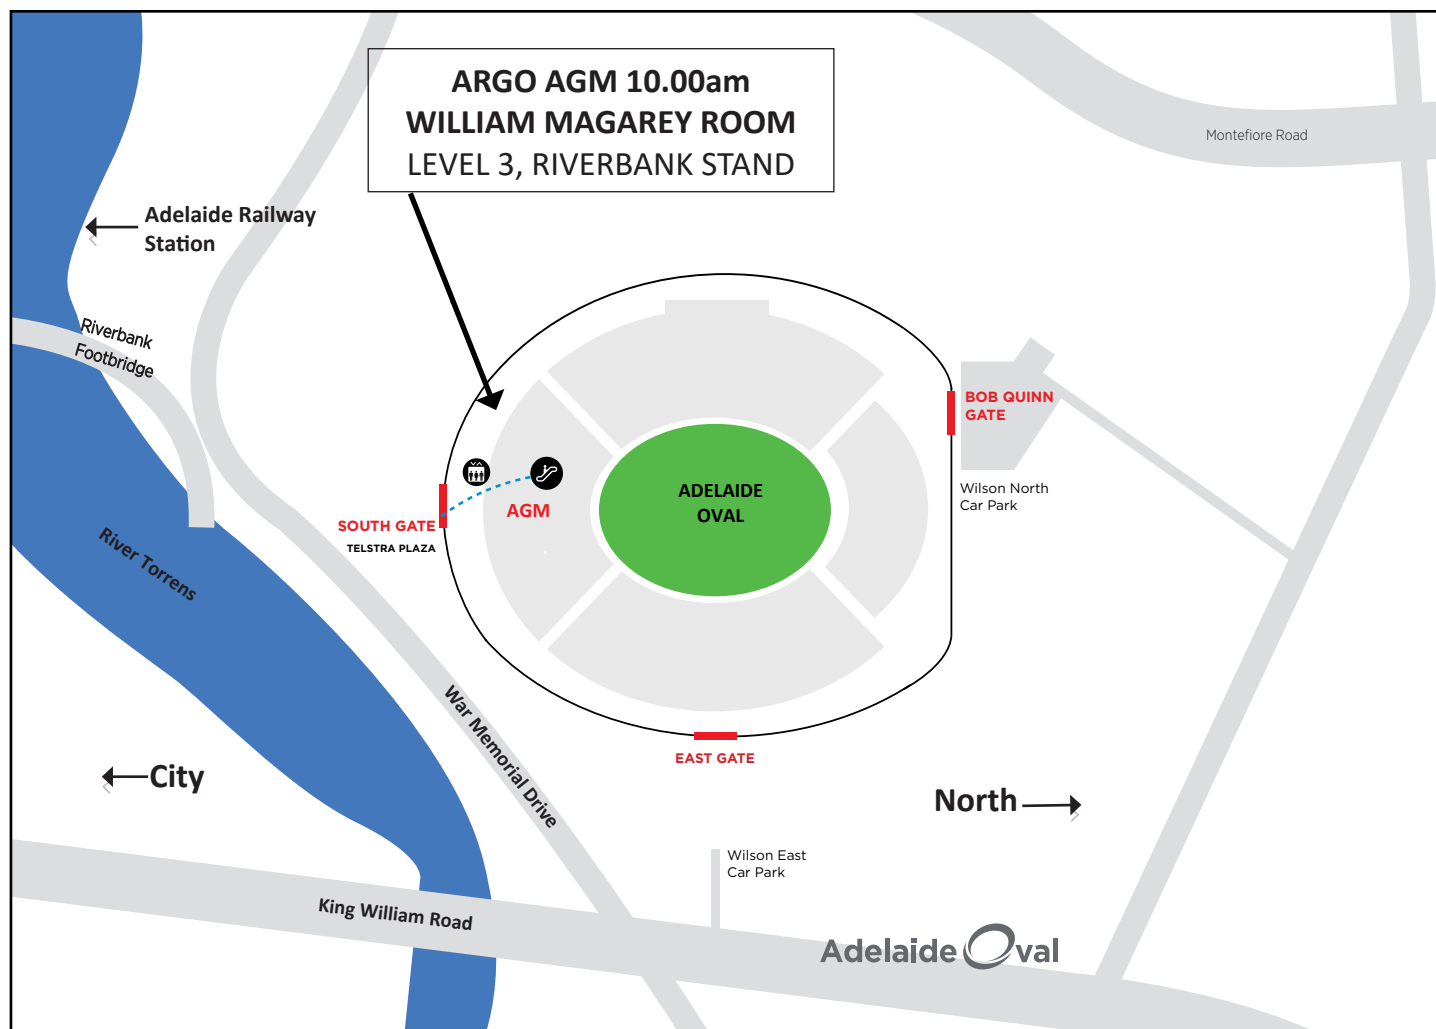 ARGO AGM 10.00am
WILLIAM MAGAREY ROOM
LEVEL 3, RIVERBANK STAND
Montefiore Road
Adelaide Railway
Station
Riverbank
Footbridge
BOB QUINN
GATE
Wilson North
Car Park
ADELAIDE
OVAL
AGM
SOUTH GATE
TELSTRA PLAZA
River Torrens
War Memorial Drive
EAST GATE
City
North
Wilson East
Car Park
King William Road
Adelaide Oval